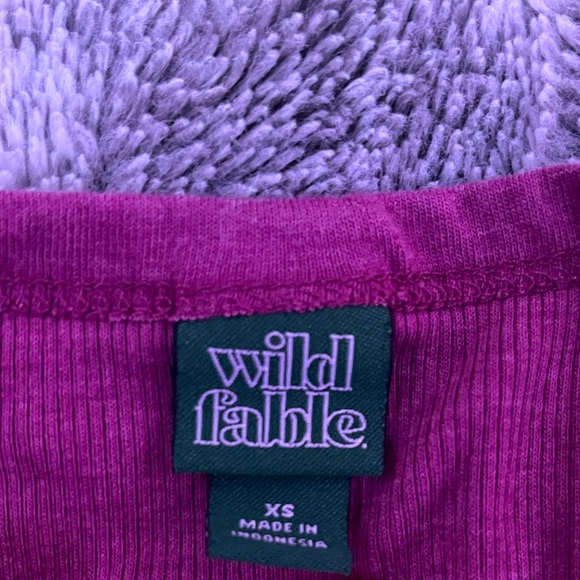 wild
fable.
XS
MADE IN
INDONESIA